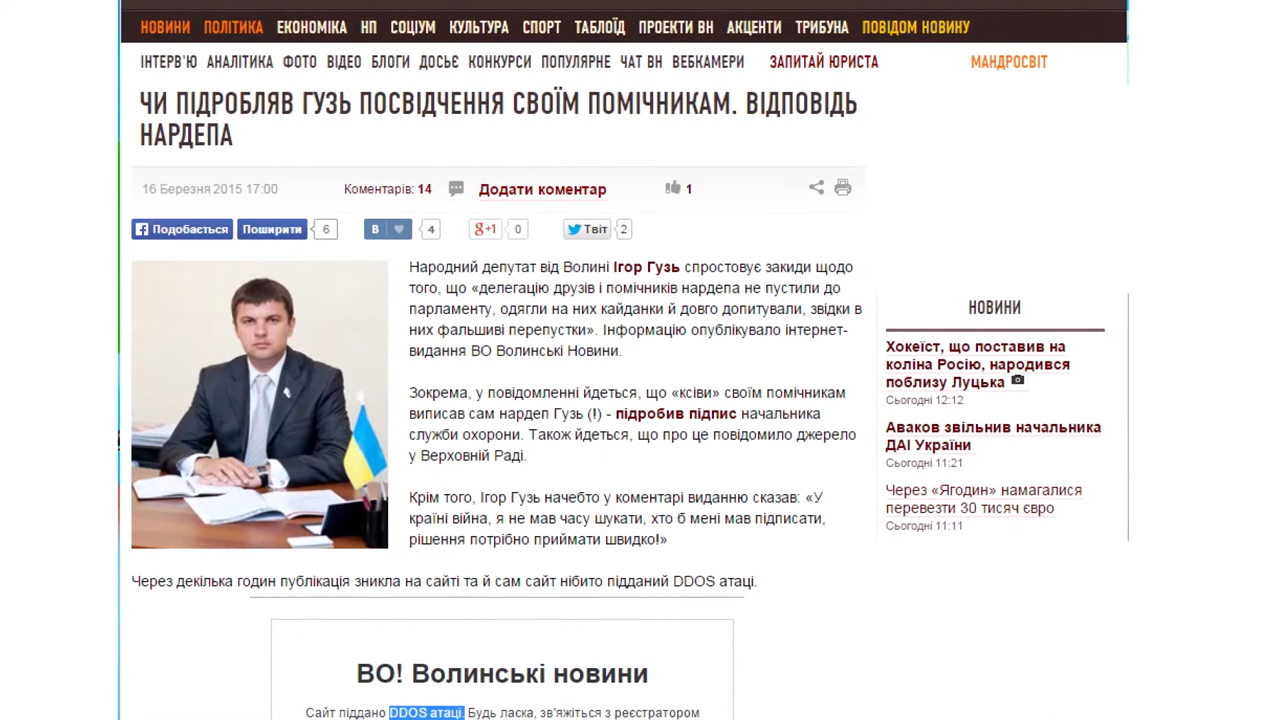 НОВИНИ ПОЛІТИКА ЕКОНОМІКА НП СОЦІУМ КУЛЬТУРА СПОРТ ТАБЛОЇД ПРОЕКТИ ВН АКЦЕНТИ ТРИБУНА ПОВІДОМ НОВИНУ
ІНТЕРВ'Ю АНАЛІТИКА ФОТО ВІДЕО БЛОГИ ДОСЬЄ КОНКУРСИ ПОПУЛЯРНЕ ЧАТ ВН ВЕБКАМЕРИ ЗАПИТАЙ ЮРИСТА МАНДРОСВІТ
ЧИ ПІДРОБЛЯВ ГУЗЬ ПОСВІДЧЕННЯ СВОЇМ ПОМІЧНИКАМ. ВІДПОВІДЬ
НАРДЕПА
16 Березня 2015 17:00 Коментарів: 14 Додати коментар 1
Подобається Поширити 6 В 4 g+1 0 Твіт 2
Народний депутат від Волині Ігор Гузь спростовує закиди щодо
того, що «делегацію друзів і помічників нардепа не пустили до
парламенту, одягли на них кайданки й довго допитували, звідки в
них фальшиві перепустки». Інформацію опублікувало інтернет-
видання ВО Волинські Новини.
Зокрема, у повідомленні йдеться, що «ксіви» своїм помічникам
виписав сам нардеп Гузь (!) - підробив підпис начальника
служби охорони. Також йдеться, що про це повідомило джерело
у Верховній Раді.
Крім того, Ігор Гузь начебто у коментарі виданню сказав: «У
країні війна, я не мав часу шукати, хто б мені мав підписати,
рішення потрібно приймати швидко!»
Через декілька годин публікація зникла на сайті та й сам сайт нібито підданий DDOS атаці.
ВО! Волинські новини
Сайт піддано DDOS атаці. Будь ласка, зв'яжіться з реєстратором
НОВИНИ
Хокеїст, що поставив на
коліна Росію, народився
поблизу Луцька
Сьогодні 12:12
Аваков звільнив начальника
ДАІ України
Сьогодні 11:21
Через «Ягодин» намагалися
перевезти 30 тисяч євро
Сьогодні 11:11